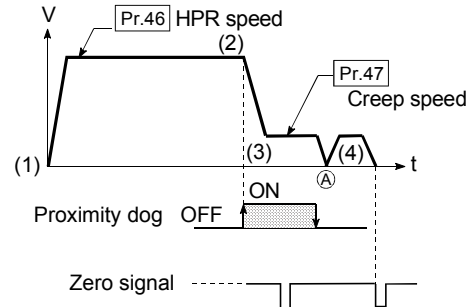 V
Pr.46 HPR speed
(2)
Pr.47
Creep speed
(1)
(3)
(4)
t
A
ON
Proximity dog OFF
Zero signal